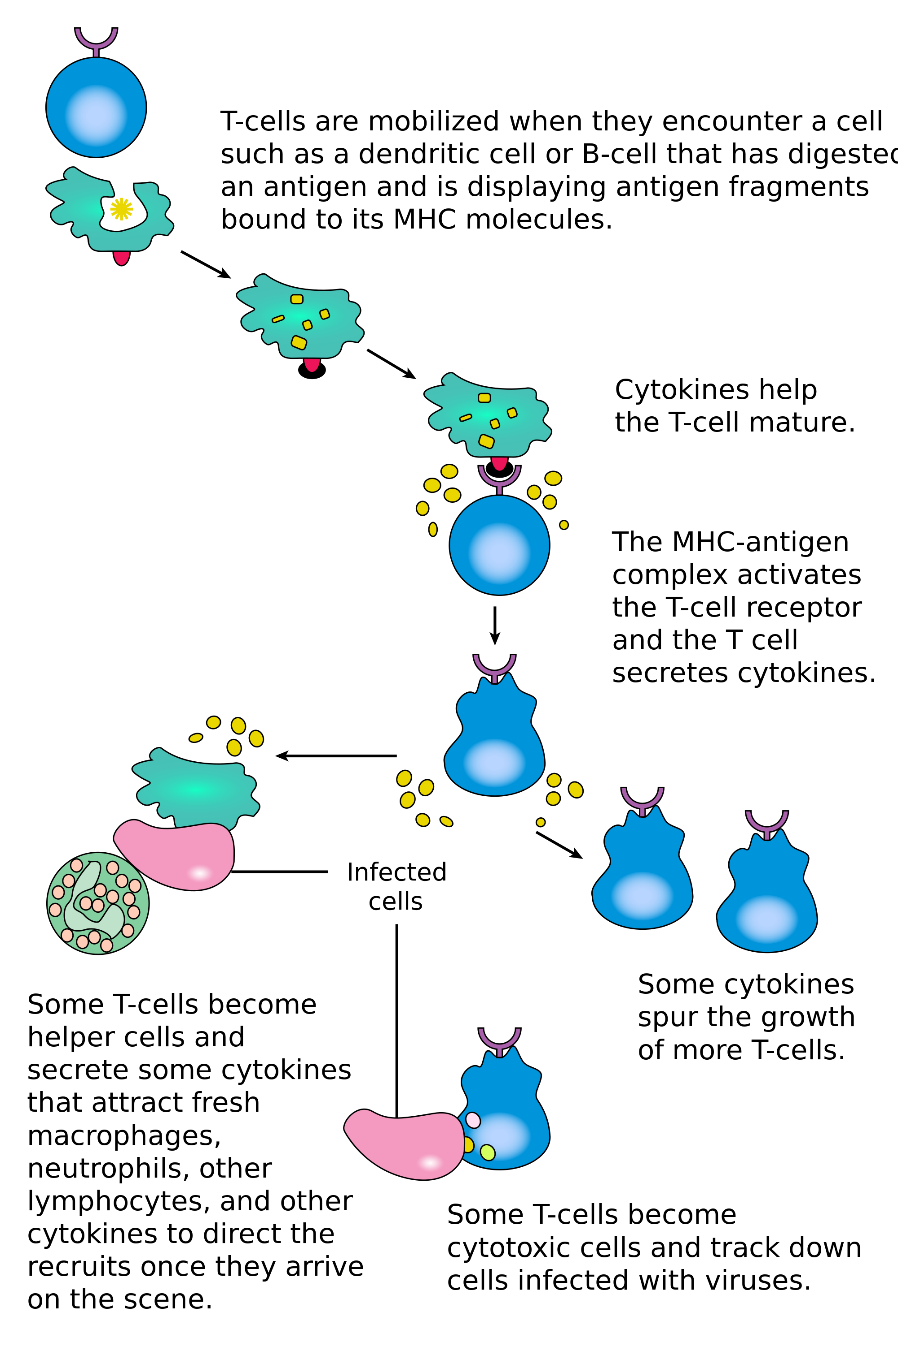 T-cells are mobilized when they encounter a cell
such as a dendritic cell or B-cell that has digested
an antigen and is displaying antigen fragments
bound to its MHC molecules.
Cytokines help
the T-cell mature.
The MHC-antigen
complex activates
the T-cell receptor
and the T cell
secretes cytokines.
Infected
cells
Some cytokines
spur the growth
of more T-cells.
Some T-cells become
helper cells and
secrete some cytokines
that attract fresh
macrophages,
neutrophils, other
lymphocytes, and other
cytokines to direct the
recruits once they arrive
on the scene.
Some T-cells become
cytotoxic cells and track down
cells infected with viruses.